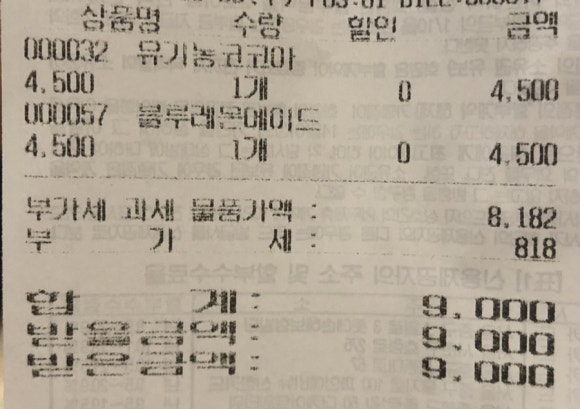 상품명 수량 할인 금액
000032 유기농코코아
4,500 1개 0 4,500
000057 블루레몬에이드
4,500 1개 0 4,500
부가세 과세 물품가액 : 8,182
부 가 세 : 818
합 계 : 9,000
받을금액 : 9,000
받은금액 : 9,000